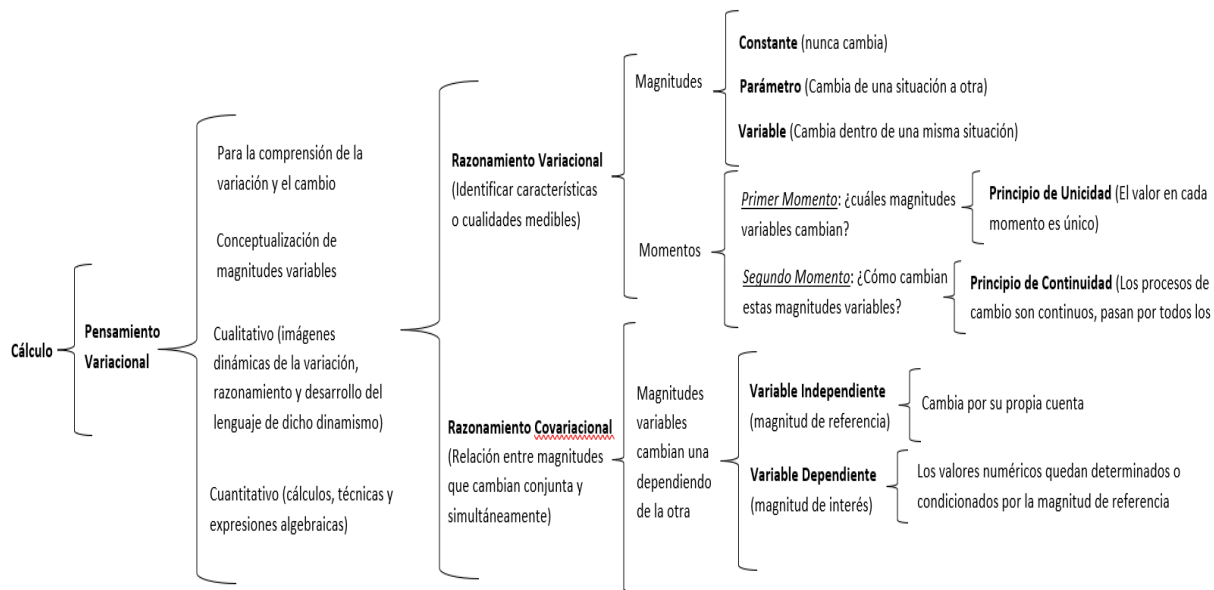 Cálculo
Pensamiento
Variacional
Para la comprensión de la
variación y el cambio
Conceptualización de
magnitudes variables
Cualitativo (imágenes
dinámicas de la variación,
razonamiento y desarrollo del
lenguaje de dicho dinamismo)
Cuantitativo (cálculos, técnicas y
expresiones algebraicas)
Razonamiento Variacional
(Identificar características
o cualidades medibles)
Magnitudes
Constante (nunca cambia)
Parámetro (Cambia de una situación a otra)
Variable (Cambia dentro de una misma situación)
Momentos
Primer Momento: ¿cuáles magnitudes
variables cambian?
Principio de Unicidad (El valor en cada
momento es único)
Segundo Momento: ¿Cómo cambian
estas magnitudes variables?
Principio de Continuidad (Los procesos de
cambio son continuos, pasan por todos los
Razonamiento Covariacional
(Relación entre magnitudes
que cambian conjunta y
simultáneamente)
Magnitudes
variables
cambian una
dependiendo
de la otra
Variable Independiente
(magnitud de referencia)
Cambia por su propia cuenta
Variable Dependiente
(magnitud de interés)
Los valores numéricos quedan determinados o
condicionados por la magnitud de referencia